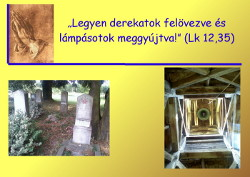 „Legyen derekatok felövezve és
lámpásotok meggyújtva!” (Lk 12,35)